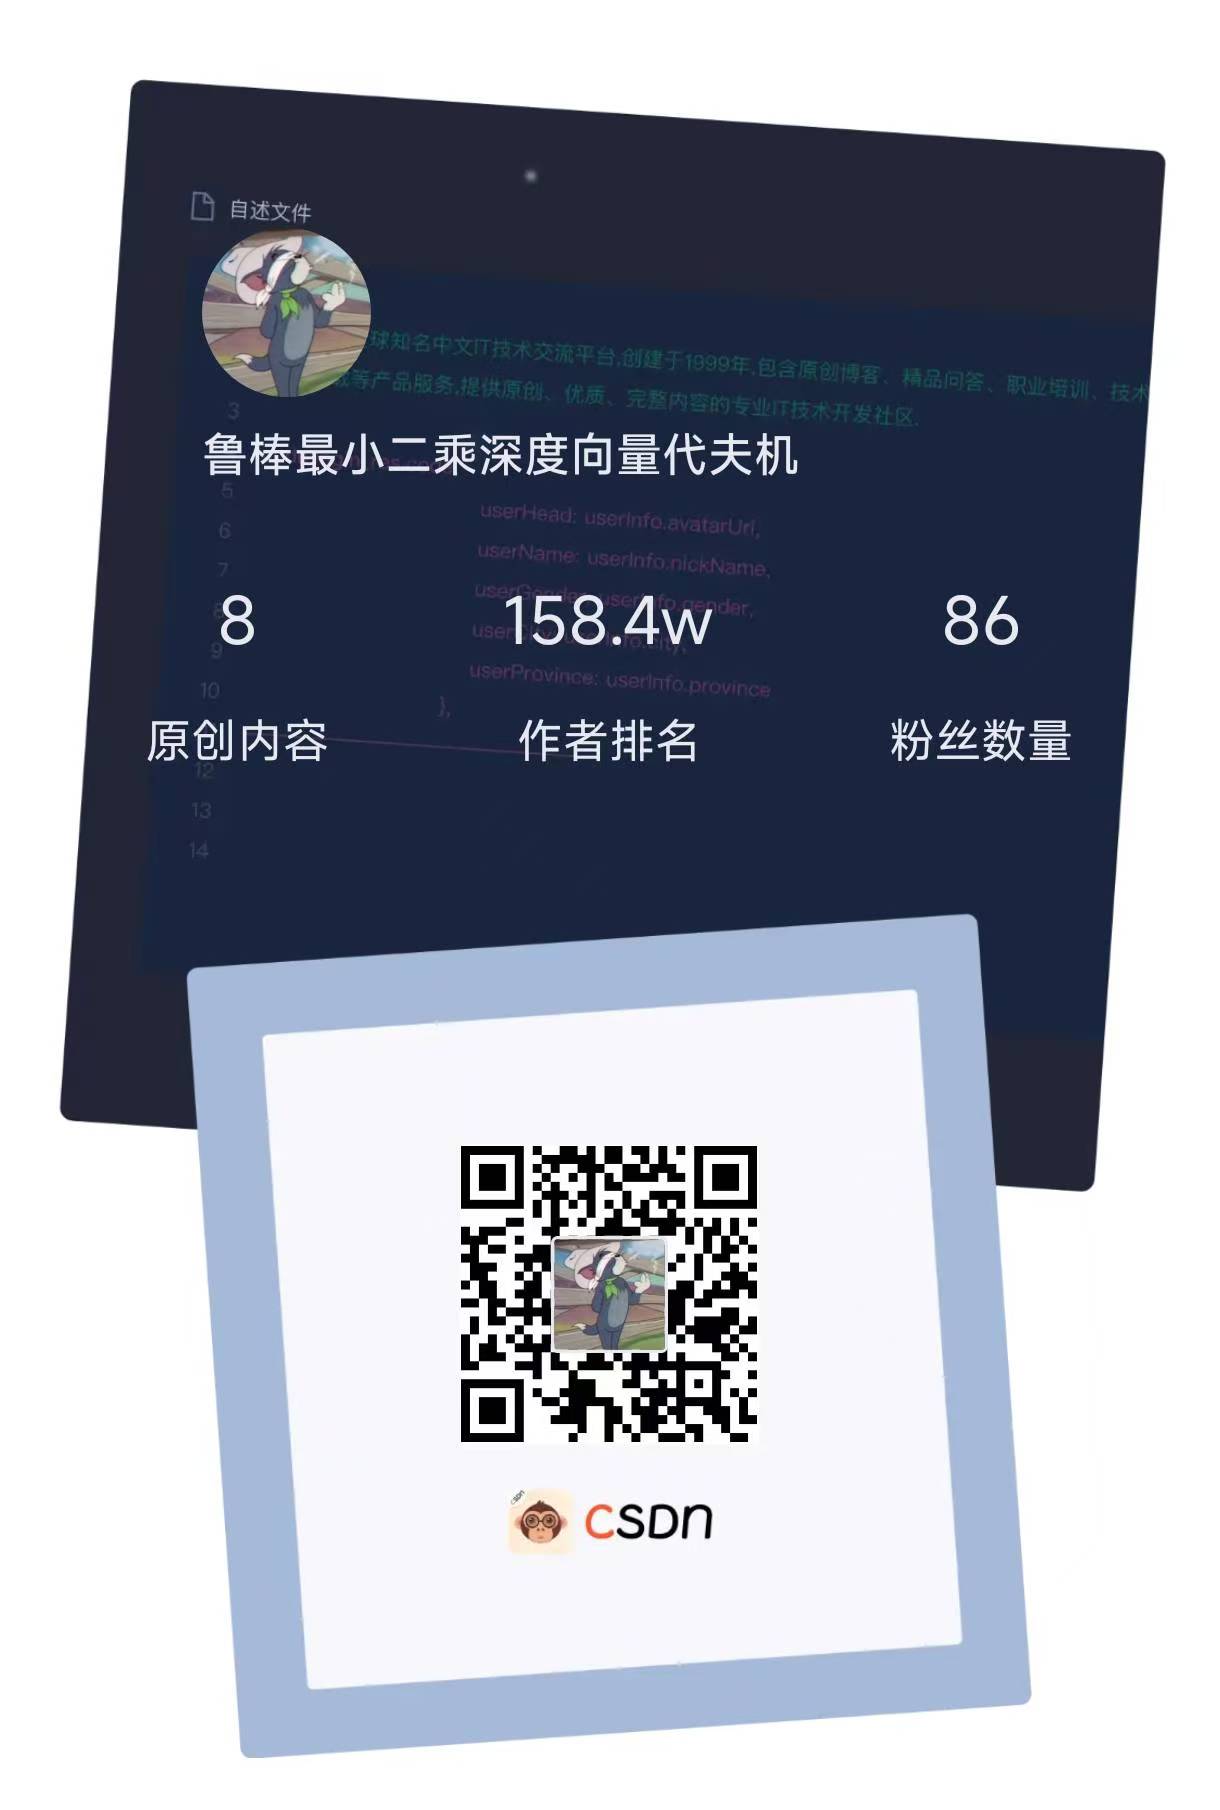 自述文件
球知名中文IT技术交流平台,创建于1999年,包含原创博客、精品问答、职业培训、技术
等产品服务,提供原创、优质、完整内容的专业IT技术开发社区.
3
鲁棒最小二乘深度向量代夫机
5
userHead: userInfo.avatarUrl,
6
userName: userInfo.nickName,
7
userGender: userInfo.gender,
8
158.4w
86
9
userProvince: userInfo.province
10
},
原创内容
作者排名
粉丝数量
12
13
14
CSDN